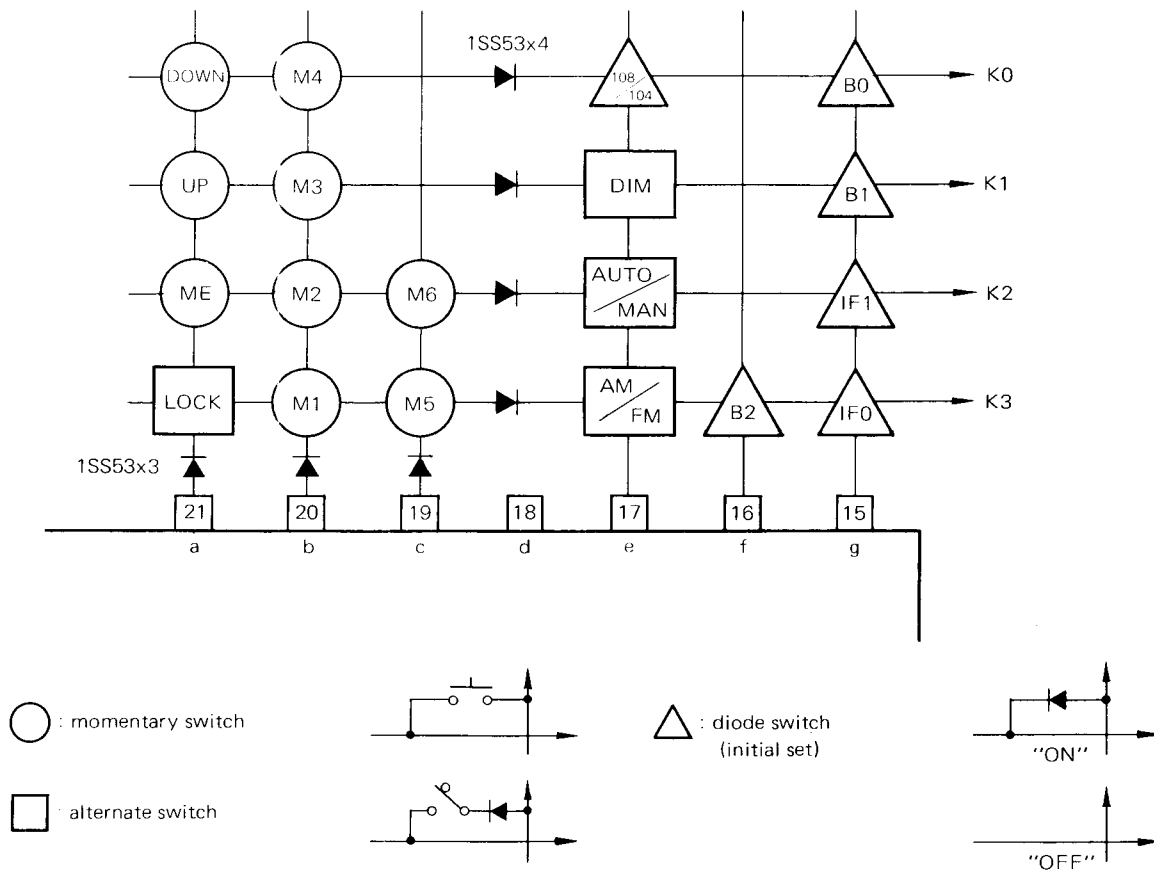 1SS53x4
DOWN M4 108/104 B0 K0
UP M3 DIM B1 K1
ME M2 M6 AUTO/MAN IF1 K2
LOCK M1 M5 AM/FM B2 IF0 K3
1SS53x3
21 20 19 18 17 16 15
a b c d e f g
: momentary switch
: diode switch
(initial set)
"ON"
: alternate switch
"OFF"